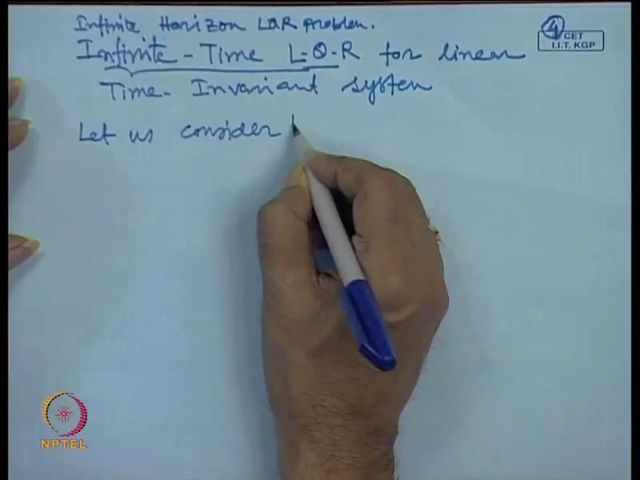 Infinite Horizon LQR Problem.
Infinite - Time L-Q-R for linear
Time- Invariant system
Let us consider
4
CET
I.I.T. KGP
NPTEL